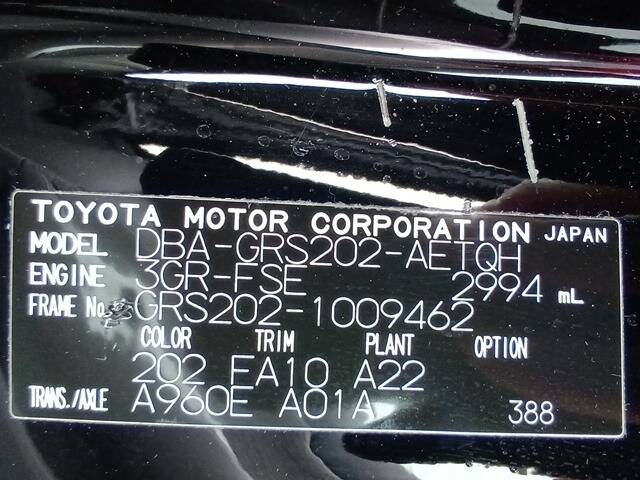 TOYOTA MOTOR CORPORATION JAPAN
MODEL DBA-GRS202-AETQH
ENGINE 3GR-FSE 2994 mL
FRAME No. GRS202-1009462
COLOR TRIM PLANT OPTION
202 FA10 A22
TRANS./AXLE A960E A01A 388